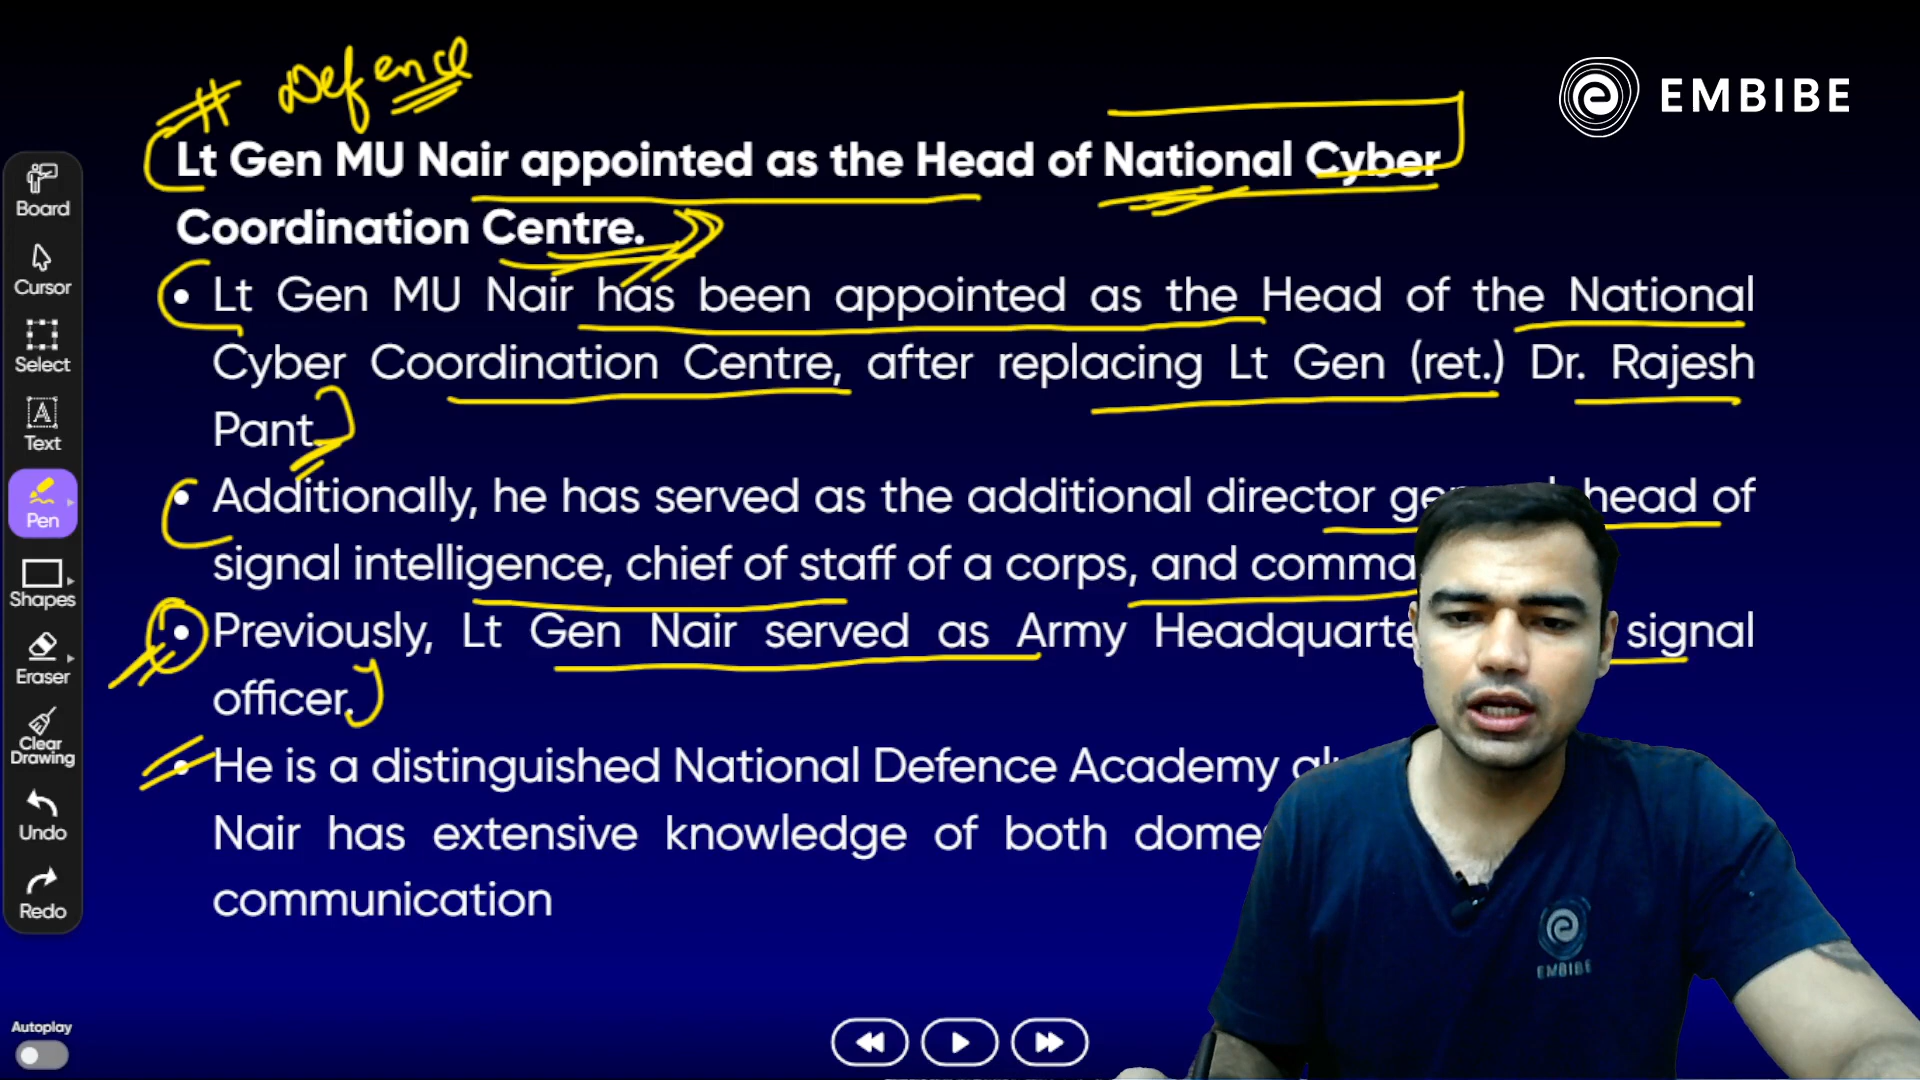 # Defence
EMBIBE
Lt Gen MU Nair appointed as the Head of National Cyber
Coordination Centre.
• Lt Gen MU Nair has been appointed as the Head of the National
Cyber Coordination Centre, after replacing Lt Gen (ret.) Dr. Rajesh
Pant
• Additionally, he has served as the additional director head of
signal intelligence, chief of staff of a corps, and
• Previously, Lt Gen Nair served as Army signal
officer.
• He is a distinguished National Defence Academy
Nair has extensive knowledge of both
communication
Board
Cursor
Select
Text
Pen
Shapes
Eraser
Clear
Drawing
Undo
Redo
Autoplay
EMBIBE